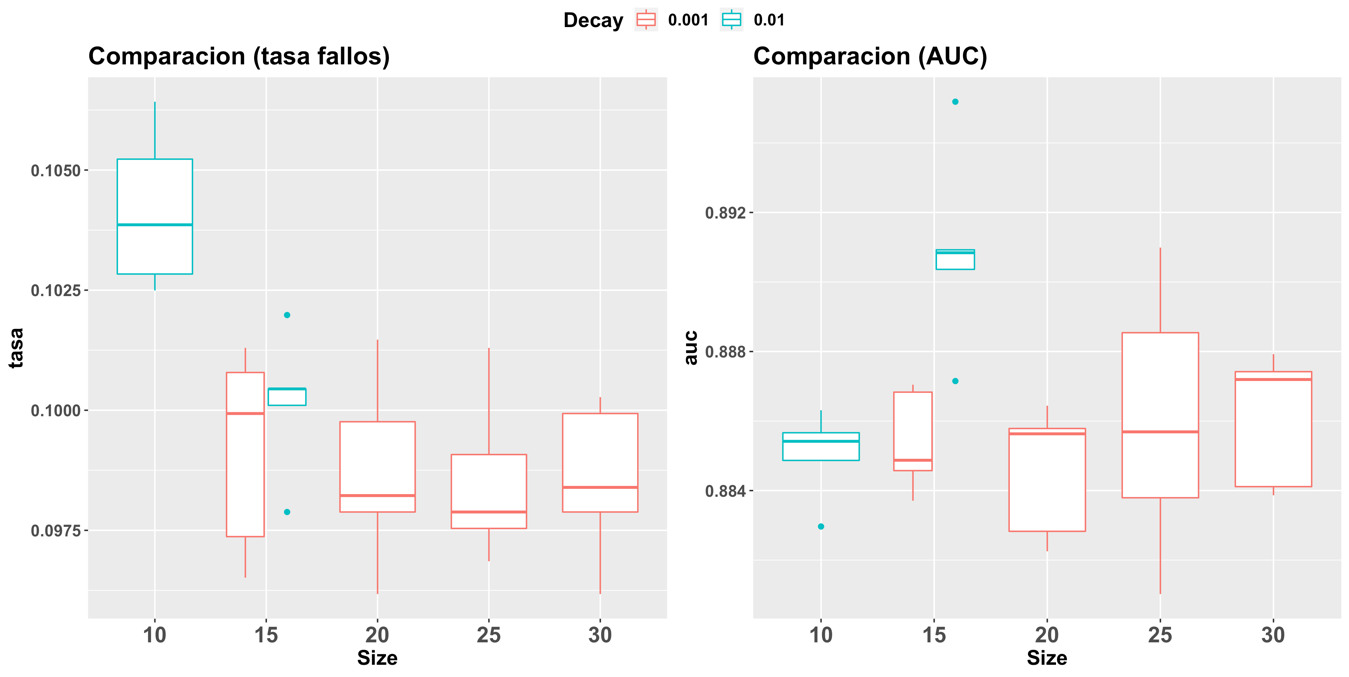 Decay 0.001 0.01
Comparacion (tasa fallos)
0.1050
0.1025
0.1000
0.0975
tasa
10 15 20 25 30
Size
Comparacion (AUC)
0.892
0.888
0.884
auc
10 15 20 25 30
Size